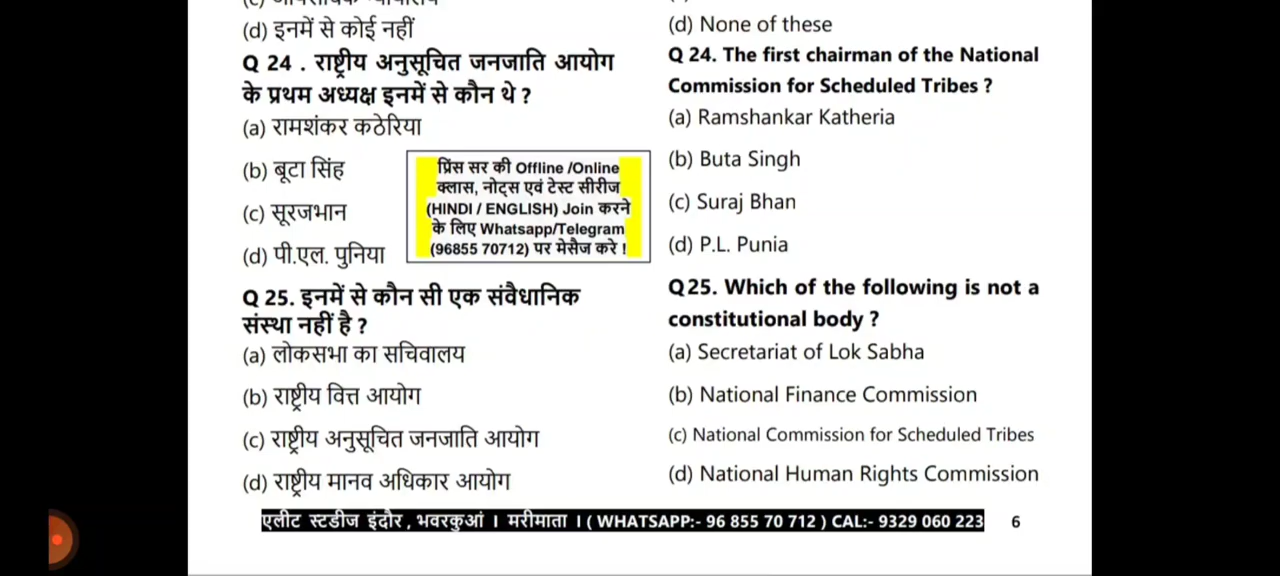 (d) इनमें से कोई नहीं
Q 24 . राष्ट्रीय अनुसूचित जनजाति आयोग
के प्रथम अध्यक्ष इनमें से कौन थे ?
(a) रामशंकर कठेरिया
(b) बूटा सिंह
(c) सूरजभान
(d) पी.एल. पुनिया
प्रिंस सर की Offline /Online
क्लास, नोट्स एवं टेस्ट सीरीज
(HINDI / ENGLISH) Join करने
के लिए Whatsapp/Telegram
(96855 70712) पर मेसैज करे !
Q 25. इनमें से कौन सी एक संवैधानिक
संस्था नहीं है ?
(a) लोकसभा का सचिवालय
(b) राष्ट्रीय वित्त आयोग
(c) राष्ट्रीय अनुसूचित जनजाति आयोग
(d) राष्ट्रीय मानव अधिकार आयोग
(d) None of these
Q 24. The first chairman of the National
Commission for Scheduled Tribes ?
(a) Ramshankar Katheria
(b) Buta Singh
(c) Suraj Bhan
(d) P.L. Punia
Q25. Which of the following is not a
constitutional body ?
(a) Secretariat of Lok Sabha
(b) National Finance Commission
(c) National Commission for Scheduled Tribes
(d) National Human Rights Commission
एलीट स्टडीज इंदौर , भवरकुआं । मरीमाता । ( WHATSAPP:- 96 855 70 712 ) CAL:- 9329 060 223
6